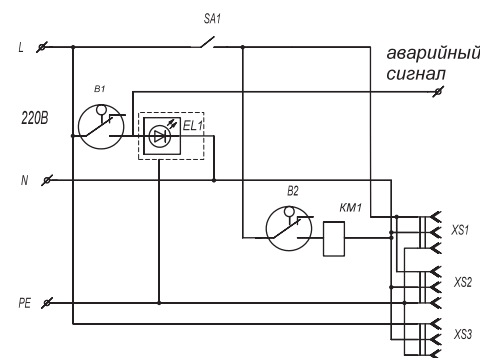 SA1
L
аварийный
сигнал
B1
220В
EL1
N
B2
KM1
XS1
PE
XS2
XS3